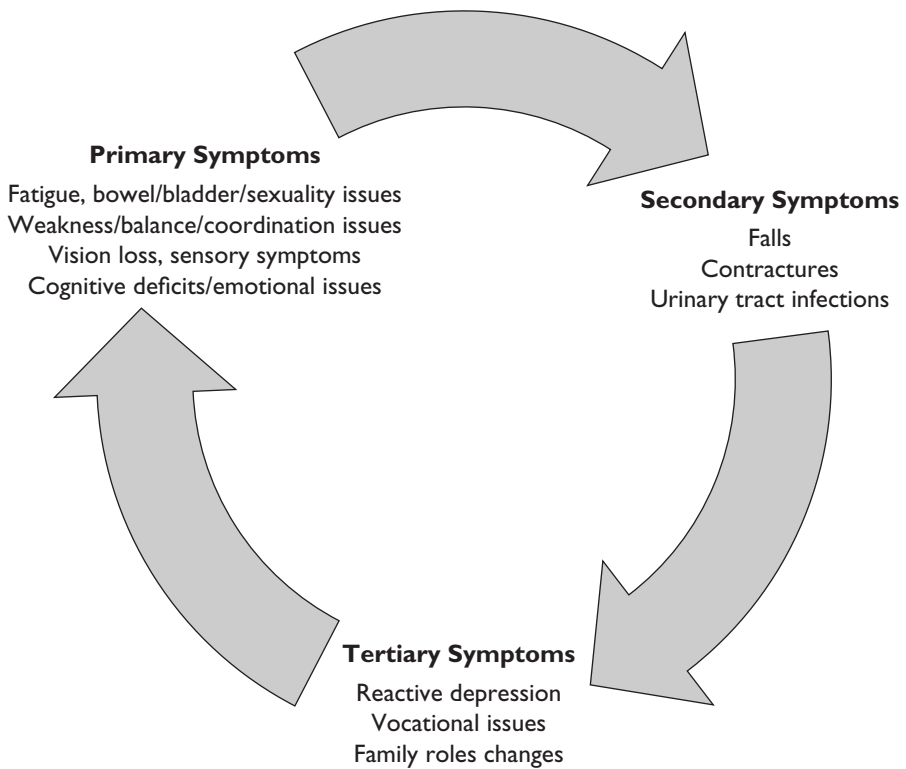 Primary Symptoms
Fatigue, bowel/bladder/sexuality issues
Weakness/balance/coordination issues
Vision loss, sensory symptoms
Cognitive deficits/emotional issues
Secondary Symptoms
Falls
Contractures
Urinary tract infections
Tertiary Symptoms
Reactive depression
Vocational issues
Family roles changes